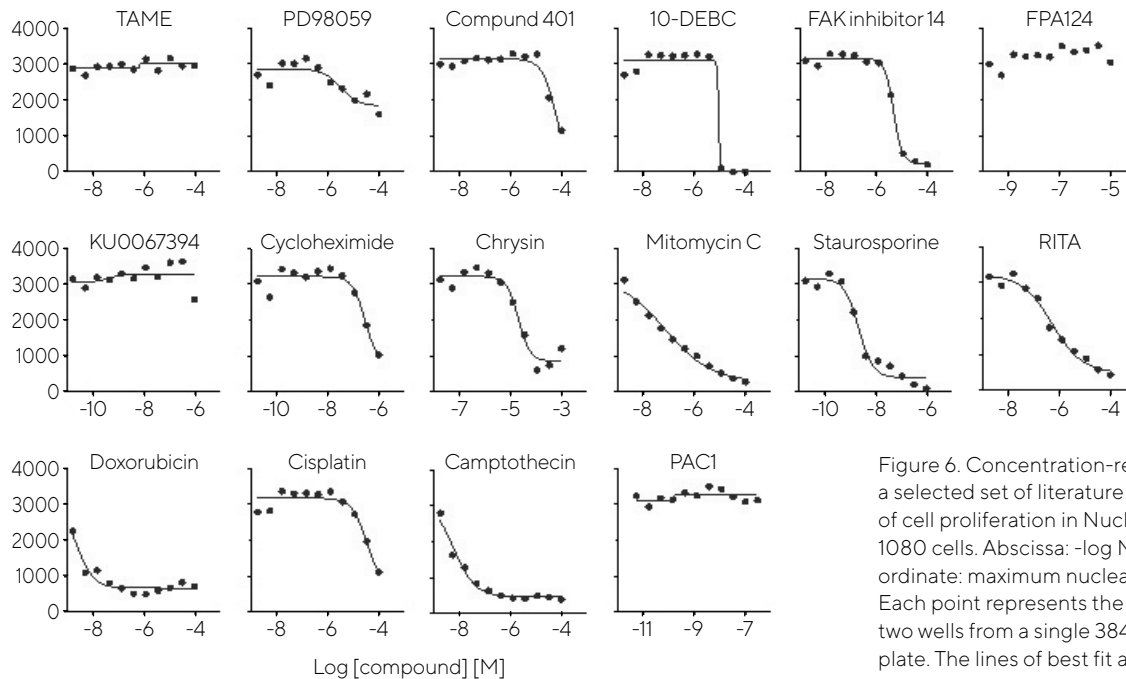 TAME PD98059 Compund 401 10-DEBC FAK inhibitor 14 FPA124
4000
3000
2000
1000
0
-8 -6 -4 -8 -6 -4 -8 -6 -4 -8 -6 -4 -8 -6 -4 -9 -7 -5
KU0067394 Cycloheximide Chrysin Mitomycin C Staurosporine RITA
4000
3000
2000
1000
0
-10 -8 -6 -10 -8 -6 -7 -5 -3 -8 -6 -4 -10 -8 -6 -8 -6 -4
Doxorubicin Cisplatin Camptothecin PAC1
4000
3000
2000
1000
0
-8 -6 -4 -8 -6 -4 -8 -6 -4 -11 -9 -7
Log [compound] [M]
Figure 6. Concentration-re
a selected set of literature
of cell proliferation in Nucl
1080 cells. Abscissa: -log N
ordinate: maximum nuclea
Each point represents the
two wells from a single 384
plate. The lines of best fit a